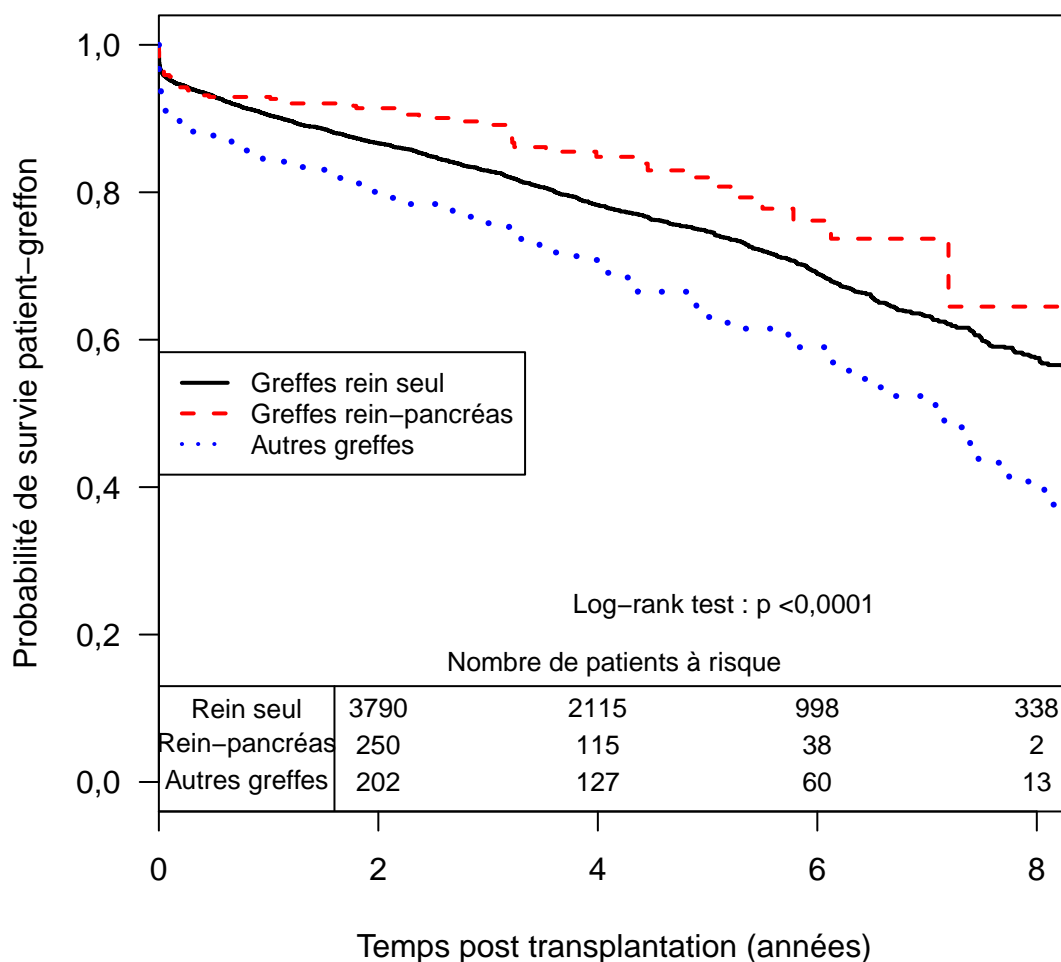 1,0
0,8
0,6
0,4
0,2
0,0
Probabilité de survie patient−greffon
Greffes rein seul
Greffes rein−pancréas
Autres greffes
Log−rank test : p <0,0001
Nombre de patients à risque
Rein seul 3790 2115 998 338
Rein−pancréas 250 115 38 2
Autres greffes 202 127 60 13
0 2 4 6 8
Temps post transplantation (années)